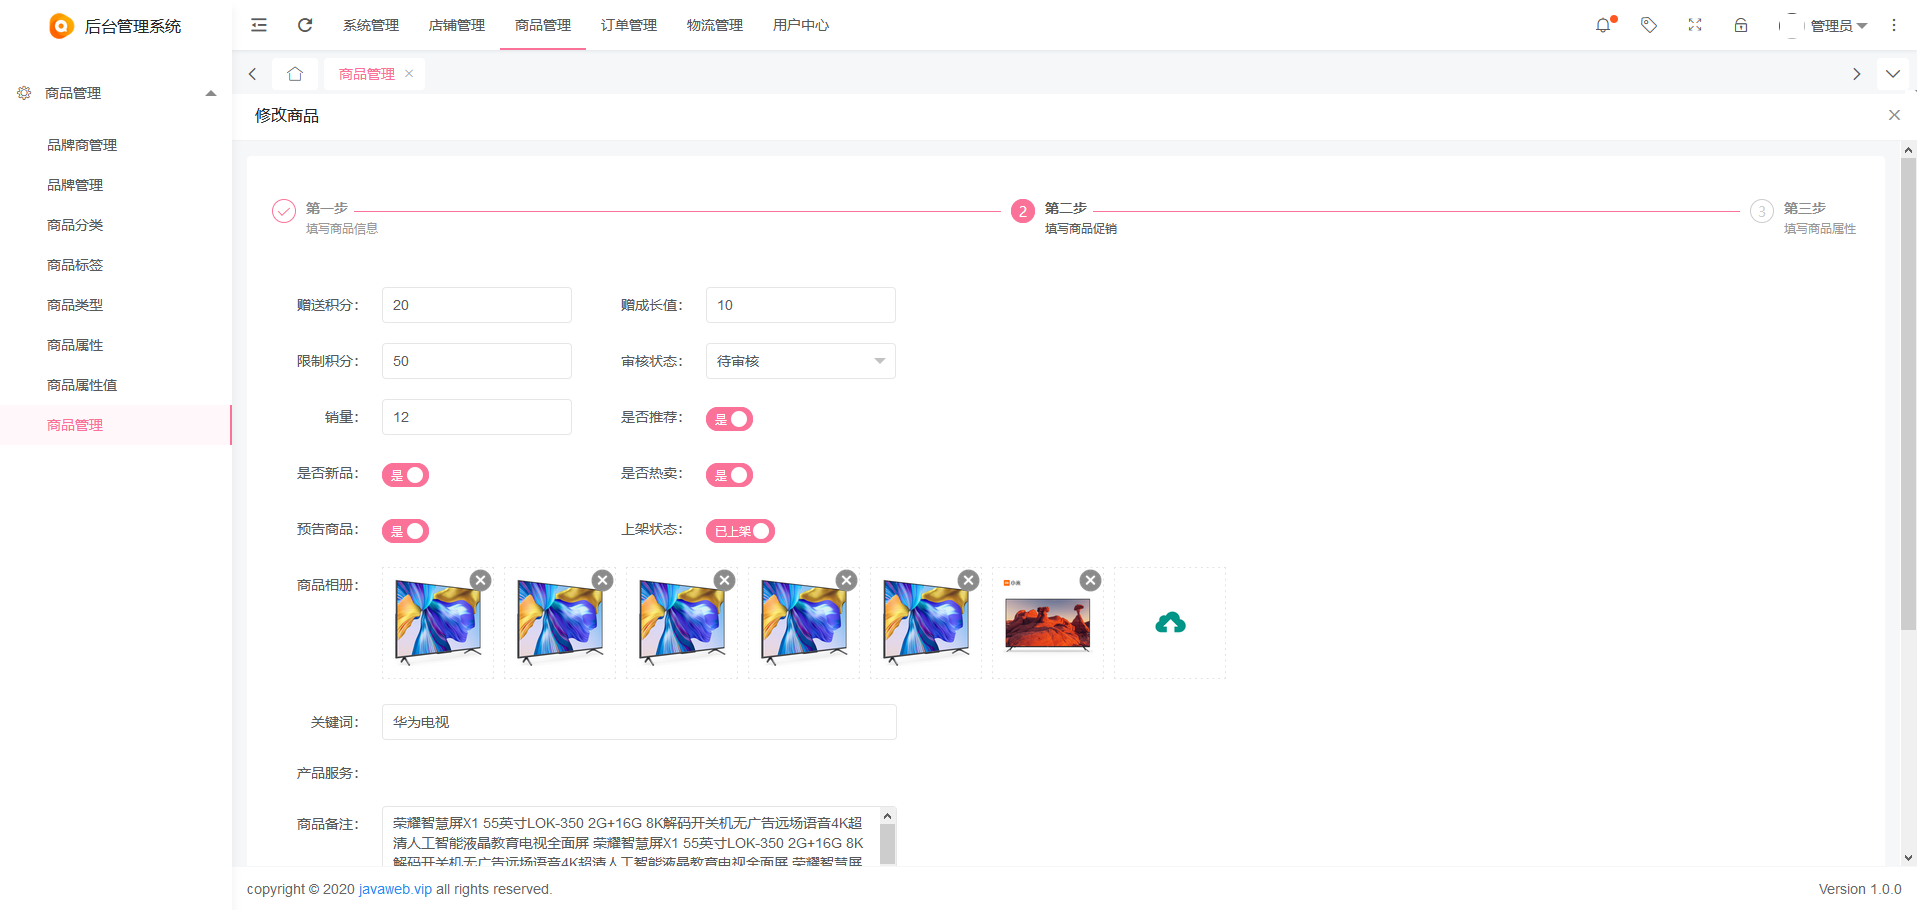 后台管理系统
系统管理 店铺管理 商品管理 订单管理 物流管理 用户中心
管理员
商品管理
商品管理
品牌商管理
品牌管理
商品分类
商品标签
商品类型
商品属性
商品属性值
商品管理
修改商品
第一步
填写商品信息
2 第二步
填写商品促销
3 第三步
填写商品属性
赠送积分： 20 赠成长值： 10
限制积分： 50 审核状态： 待审核
销量： 12 是否推荐： 是
是否新品： 是 是否热卖： 是
预告商品： 是 上架状态： 已上架
商品相册：
关键词： 华为电视
产品服务：
商品备注：
荣耀智慧屏X1 55英寸LOK-350 2G+16G 8K解码开关机无广告远场语音4K超
清人工智能液晶教育电视全面屏 荣耀智慧屏X1 55英寸LOK-350 2G+16G 8K
解码开关机无广告远场语音4K超清人工智能液晶教育电视全面屏 荣耀智慧屏
copyright © 2020 javaweb.vip all rights reserved.
Version 1.0.0